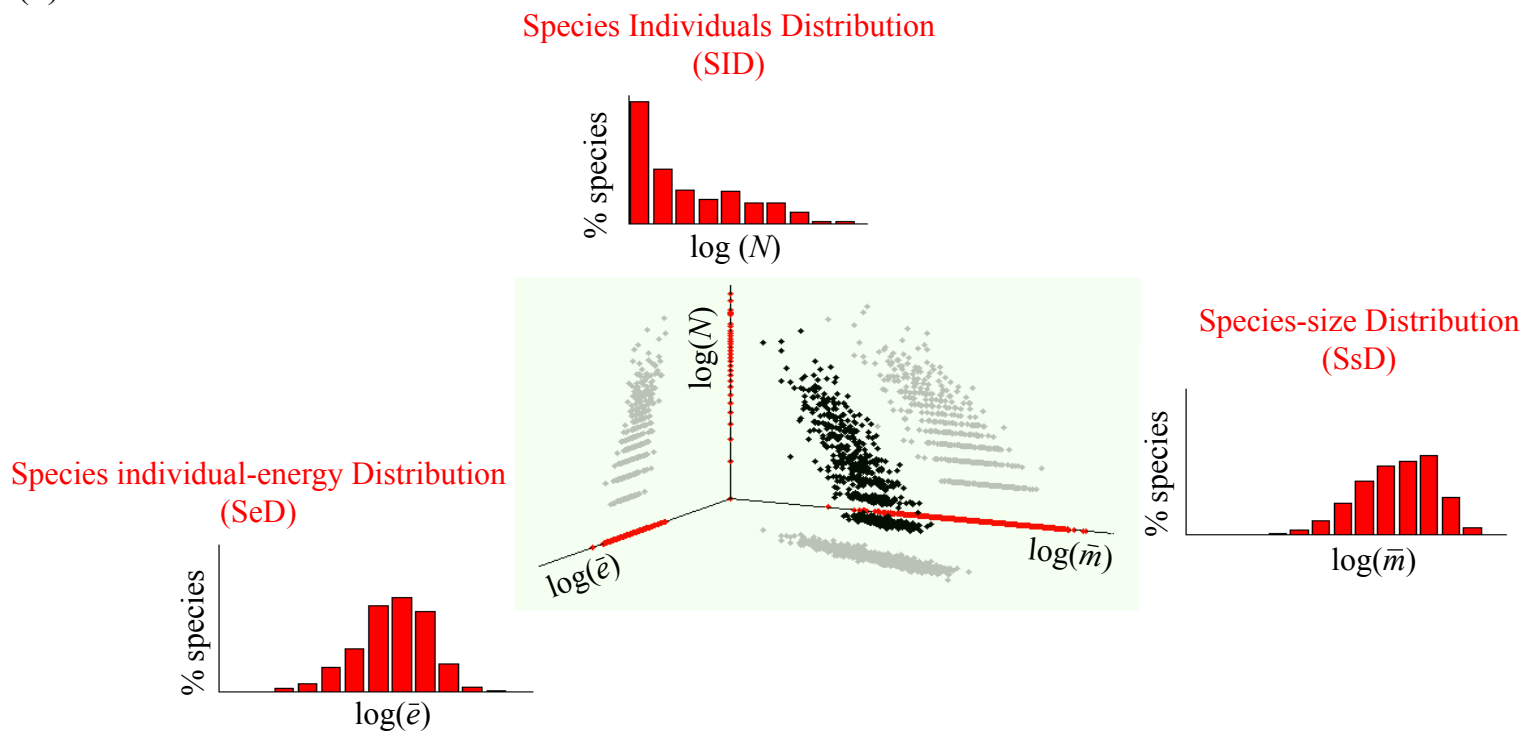 Species Individuals Distribution
(SID)
% species
log (N)
log(N)
log(ē)
log(m̄)
Species-size Distribution
(SsD)
% species
log(m̄)
Species individual-energy Distribution
(SeD)
% species
log(ē)